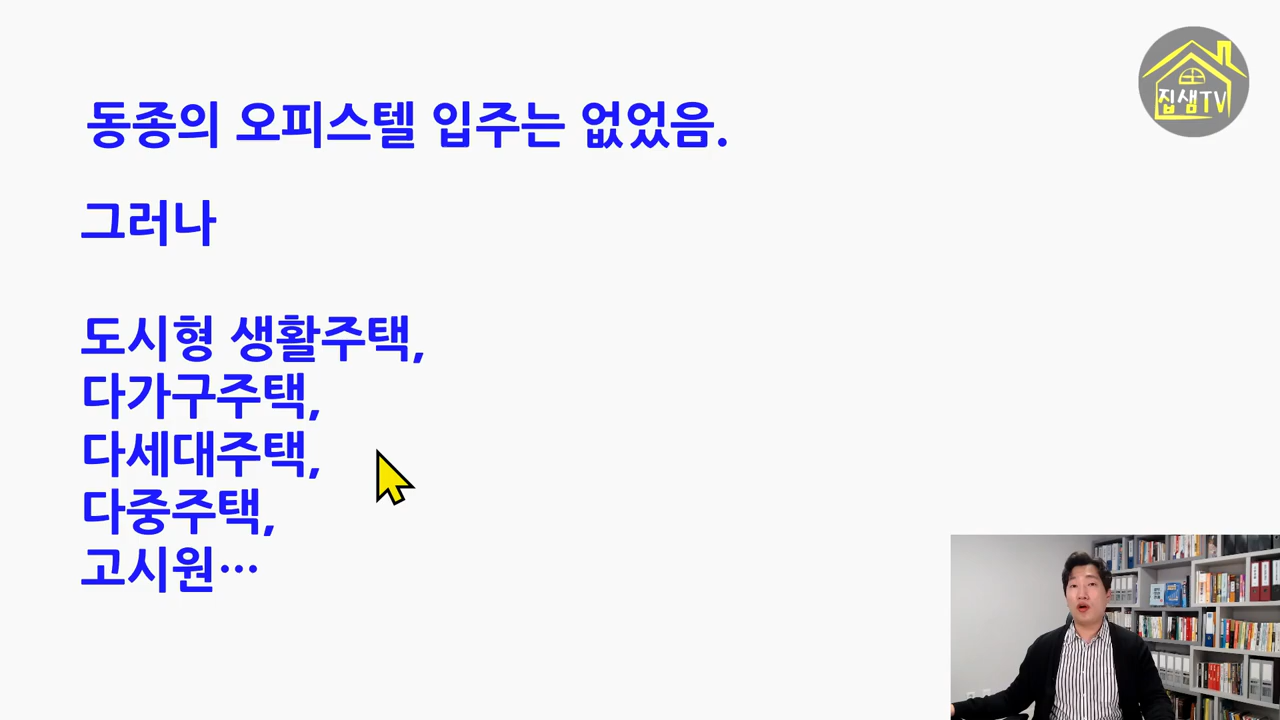 집샘TV
동종의 오피스텔 입주는 없었음.
그러나
도시형 생활주택,
다가구주택,
다세대주택,
다중주택,
고시원…